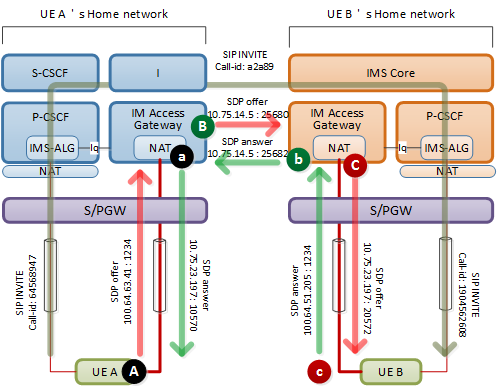 UE A ' s Home network
UE B ' s Home network
SIP INVITE
Call-id: a2a89
S-CSCF
I
IMS Core
P-CSCF
IMS-ALG
Iq
NAT
IM Access
Gateway
NAT
B
a
SDP offer
10.75.14.5 : 25680
SDP answer
10.75.14.5 : 25682
b
IM Access
Gateway
NAT
C
Iq
P-CSCF
IMS-ALG
NAT
S/PGW
S/PGW
SIP INVITE
Call-id: 64568947
SDP offer
100.64.63.41 : 1234
SDP answer
10.75.23.197 : 10570
SDP answer
100.64.51.205 : 1234
SDP offer
10.75.23.197 : 20572
SIP INVITE
Call-id: 1904562608
UE A
A
c
UE B